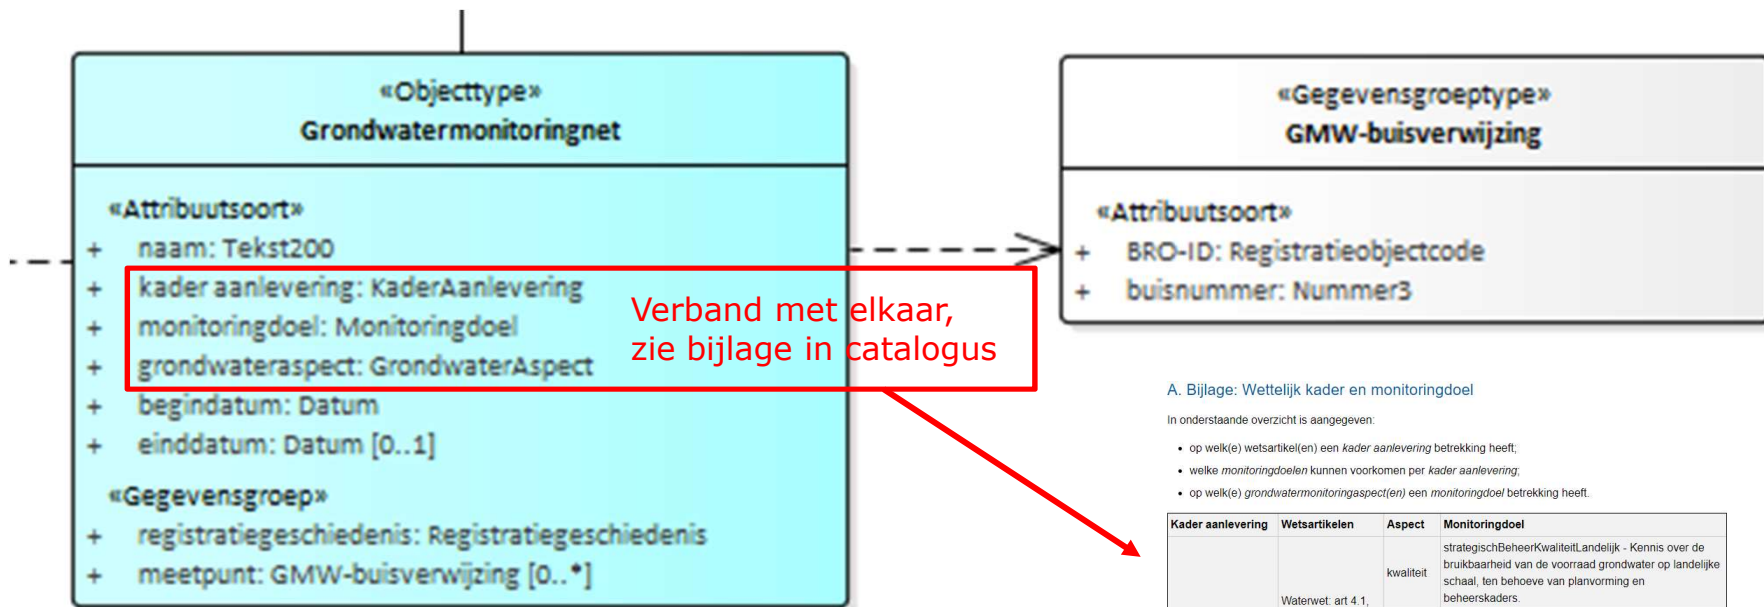 «Objecttype»
Grondwatermonitoringnet
«Attribuutsoort»
+ naam: Tekst200
+ kader aanlevering: KaderAanlevering
+ monitoringdoel: Monitoringdoel
+ grondwateraspect: GrondwaterAspect
+ begindatum: Datum
+ einddatum: Datum [0..1]
«Gegevensgroep»
+ registratiegeschiedenis: Registratiegeschiedenis
+ meetpunt: GMW-buisverwijzing [0..*]
Verband met elkaar,
zie bijlage in catalogus
«Gegevensgroeptype»
GMW-buisverwijzing
«Attribuutsoort»
+ BRO-ID: Registratieobjectcode
+ buisnummer: Nummer3
A. Bijlage: Wettelijk kader en monitoringdoel
In onderstaande overzicht is aangegeven:
• op welk(e) wetsartikel(en) een kader aanlevering betrekking heeft;
• welke monitoringdoelen kunnen voorkomen per kader aanlevering;
• op welk(e) grondwatermonitoringaspect(en) een monitoringdoel betrekking heeft.
Kader aanlevering Wetsartikelen Aspect Monitoringdoel
strategischBeheerKwaliteitLandelijk - Kennis over de
bruikbaarheid van de voorraad grondwater op landelijke
kwaliteit
schaal, ten behoeve van planvorming en
beheerskaders.
Waterwet: art 4.1,